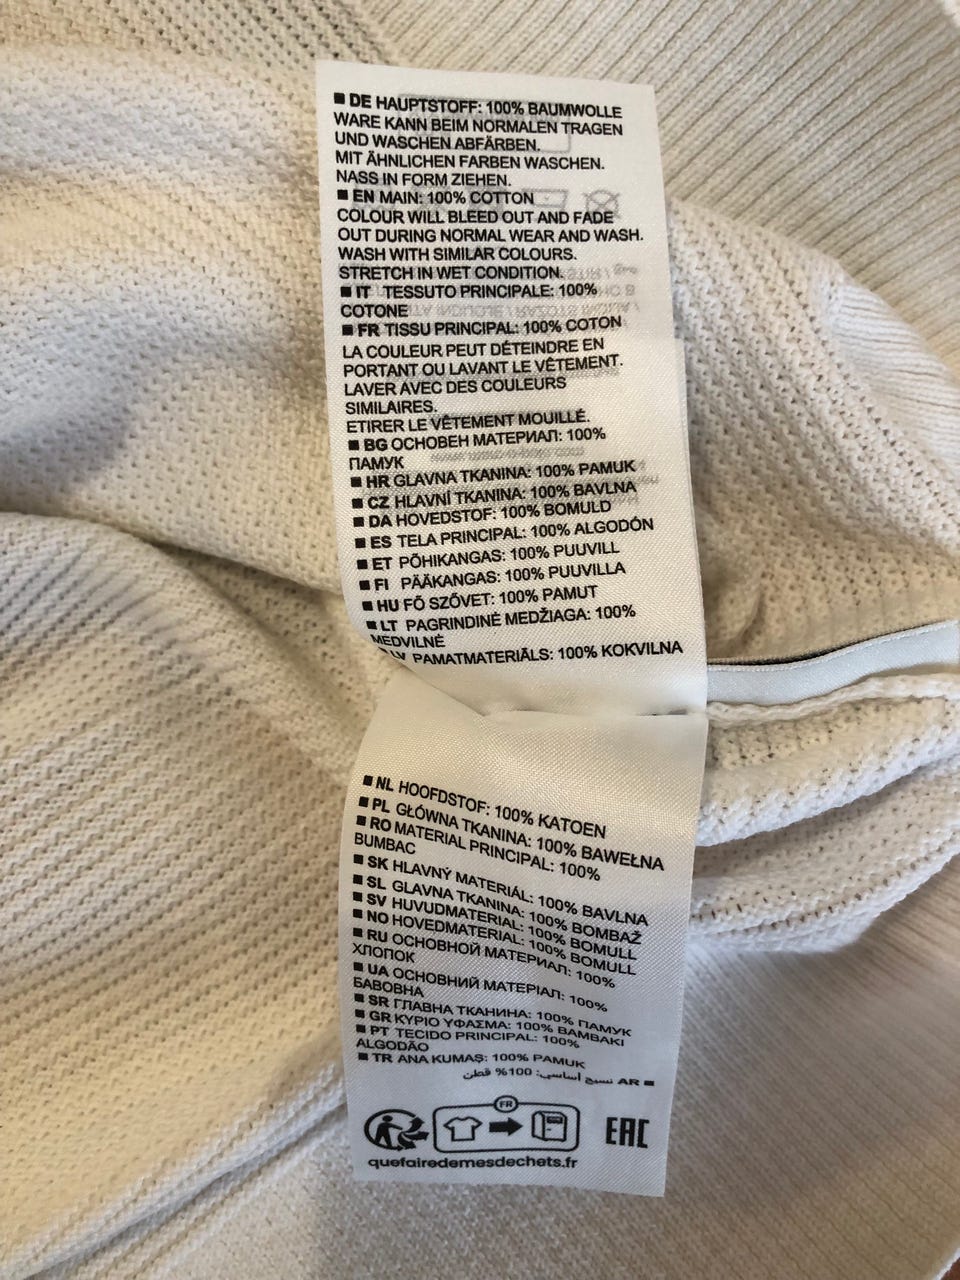 ■ DE HAUPTSTOFF: 100% BAUMWOLLE
WARE KANN BEIM NORMALEN TRAGEN
UND WASCHEN ABFÄRBEN.
MIT ÄHNLICHEN FARBEN WASCHEN.
NASS IN FORM ZIEHEN.
■ EN MAIN: 100% COTTON
COLOUR WILL BLEED OUT AND FADE
OUT DURING NORMAL WEAR AND WASH.
WASH WITH SIMILAR COLOURS.
STRETCH IN WET CONDITION.
■ IT TESSUTO PRINCIPALE: 100%
COTONE
■ FR TISSU PRINCIPAL: 100% COTON
LA COULEUR PEUT DÉTEINDRE EN
PORTANT OU LAVANT LE VÊTEMENT.
LAVER AVEC DES COULEURS
SIMILAIRES.
ETIRER LE VÊTEMENT MOUILLÉ.
■ BG ОСНОВЕН МАТЕРИАЛ: 100%
ПАМУК
■ HR GLAVNA TKANINA: 100% PAMUK
■ CZ HLAVNÍ TKANINA: 100% BAVLNA
■ DA HOVEDSTOF: 100% BOMULD
■ ES TELA PRINCIPAL: 100% ALGODÓN
■ ET PÕHIKANGAS: 100% PUUVILL
■ FI PÄÄKANGAS: 100% PUUVILLA
■ HU FŐ SZŐVET: 100% PAMUT
■ LT PAGRINDINĖ MEDŽIAGA: 100%
MEDVILNĖ
■ LV PAMATMATERIĀLS: 100% KOKVILNA
■ NL HOOFDSTOF: 100% KATOEN
■ PL GŁÓWNA TKANINA: 100% BAWEŁNA
■ RO MATERIAL PRINCIPAL: 100%
BUMBAC
■ SK HLAVNÝ MATERIÁL: 100% BAVLNA
■ SL GLAVNA TKANINA: 100% BOMBAŽ
■ SV HUVUDMATERIAL: 100% BOMULL
■ NO HOVEDMATERIAL: 100% BOMULL
■ RU ОСНОВНОЙ МАТЕРИАЛ: 100%
ХЛОПОК
■ UA ОСНОВНИЙ МАТЕРІАЛ: 100%
БАВОВНА
■ SR ГЛАВНА ТКАНИНА: 100% ПАМУК
■ GR ΚΥΡΙΟ ΥΦΑΣΜΑ: 100% ΒΑΜΒΑΚΙ
■ PT TECIDO PRINCIPAL: 100%
ALGODÃO
■ TR ANA KUMAŞ: 100% PAMUK
■ AR نسيج اساسي: 100% قطن
FR
EAC
quefairedemesdechets.fr